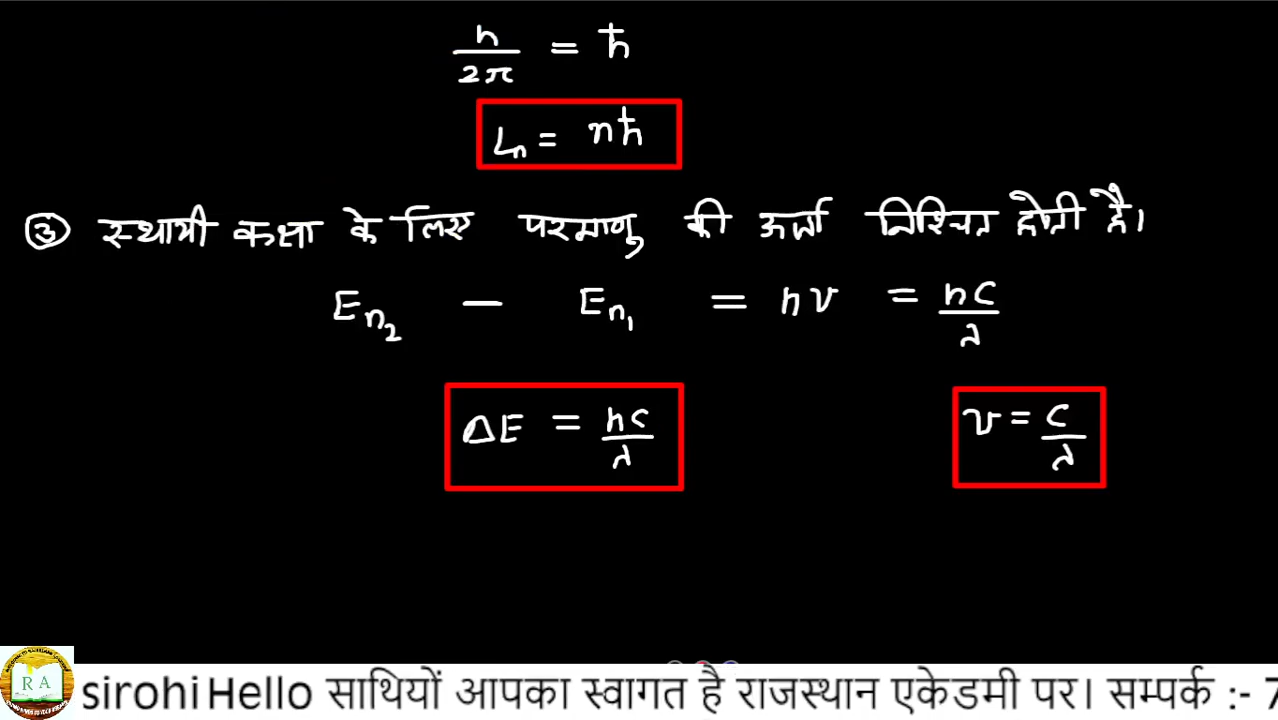 h/2π = ħ
Ln = nħ
③ स्थायी कक्षा के लिए परमाणु की ऊर्जा निश्चित होती है।
En₂ − En₁ = hν = hc/λ
ΔE = hc/λ
ν = c/λ
RA
sirohi Hello साथियों आपका स्वागत है राजस्थान एकेडमी पर। सम्पर्क :- 7